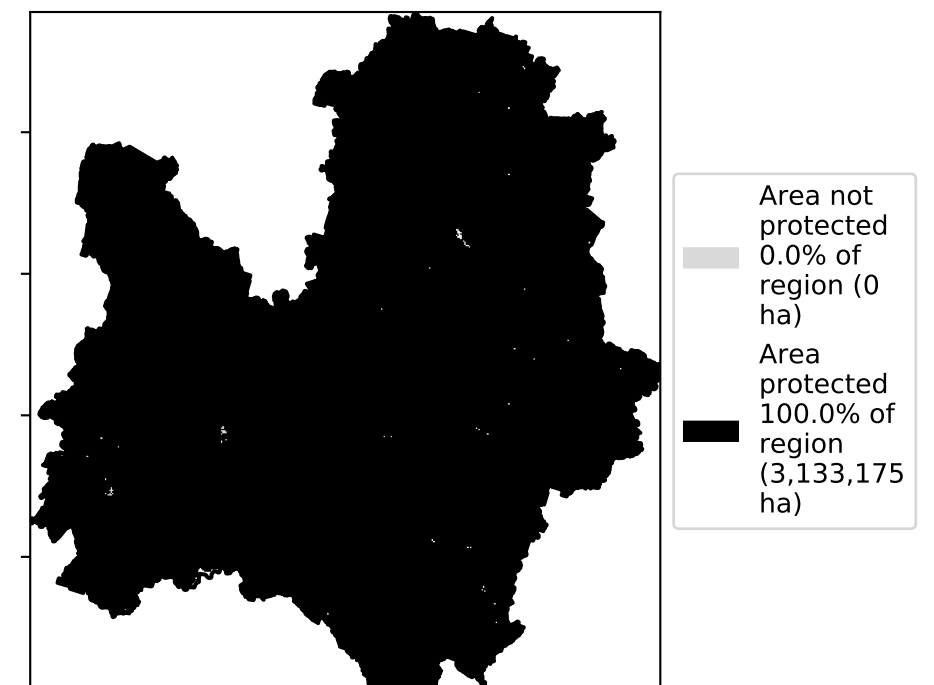 Area not
protected
0.0% of
region (0
ha)
Area
protected
100.0% of
region
(3,133,175
ha)